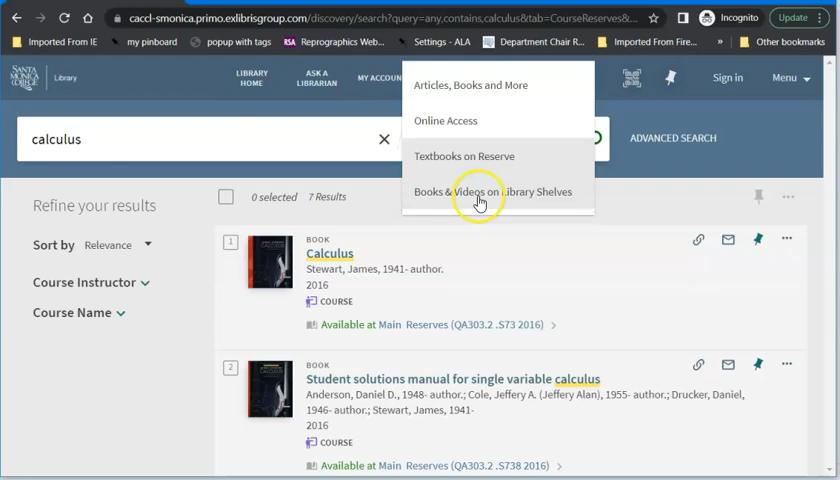 caccl-smonica.primo.exlibrisgroup.com/discovery/search?query=any,contains,calculus&tab=CourseReserves&...
Incognito
Update
Imported From IE
my pinboard
popup with tags
RSA
Reprographics Web...
Settings - ALA
Department Chair R...
Imported From Fire...
»
Other bookmarks
SANTA MONICA COLLEGE
Library
LIBRARY HOME
ASK A LIBRARIAN
MY ACCOUN
Sign in
Menu
Articles, Books and More
Online Access
Textbooks on Reserve
Books & Videos on Library Shelves
calculus
ADVANCED SEARCH
Refine your results
0 selected
7 Results
Sort by
Relevance
Course Instructor
Course Name
1
BOOK
Calculus
Stewart, James, 1941- author.
2016
COURSE
Available at Main Reserves (QA303.2 .S73 2016)
2
BOOK
Student solutions manual for single variable calculus
Anderson, Daniel D., 1948- author.; Cole, Jeffery A. (Jeffery Alan), 1955- author.; Drucker, Daniel,
1946- author.; Stewart, James, 1941-
2016
COURSE
Available at Main Reserves (QA303.2 .S738 2016)